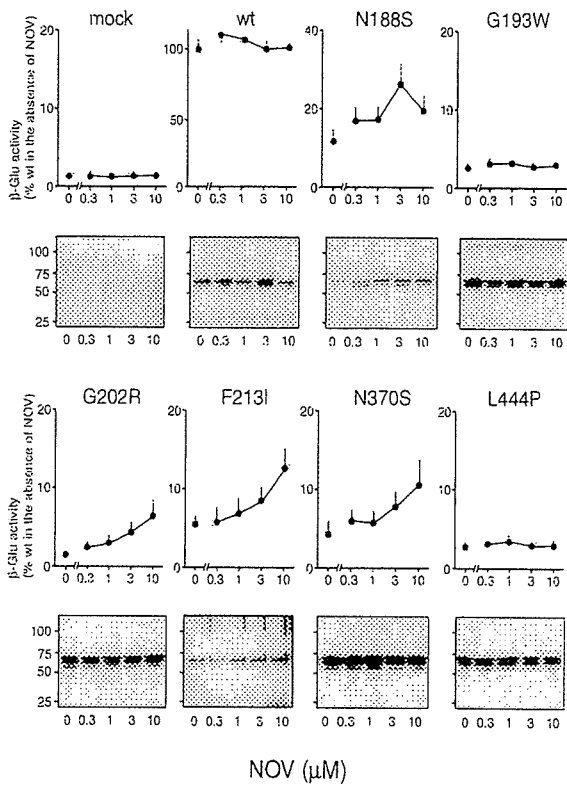 mock wt N188S G193W
β-Glu activity
(% wt in the absence of NOV)
20 100 40 20
10 50 20 10
0 0 0 0
0 0.3 1 3 10 0 0.3 1 3 10 0 0.3 1 3 10 0 0.3 1 3 10
100
75
50
25
0 0.3 1 3 10 0 0.3 1 3 10 0 0.3 1 3 10 0 0.3 1 3 10
G202R F213I N370S L444P
β-Glu activity
(% wt in the absence of NOV)
20 20 20 20
10 10 10 10
0 0 0 0
0 0.3 1 3 10 0 0.3 1 3 10 0 0.3 1 3 10 0 0.3 1 3 10
100
75
50
25
0 0.3 1 3 10 0 0.3 1 3 10 0 0.3 1 3 10 0 0.3 1 3 10
NOV (μM)